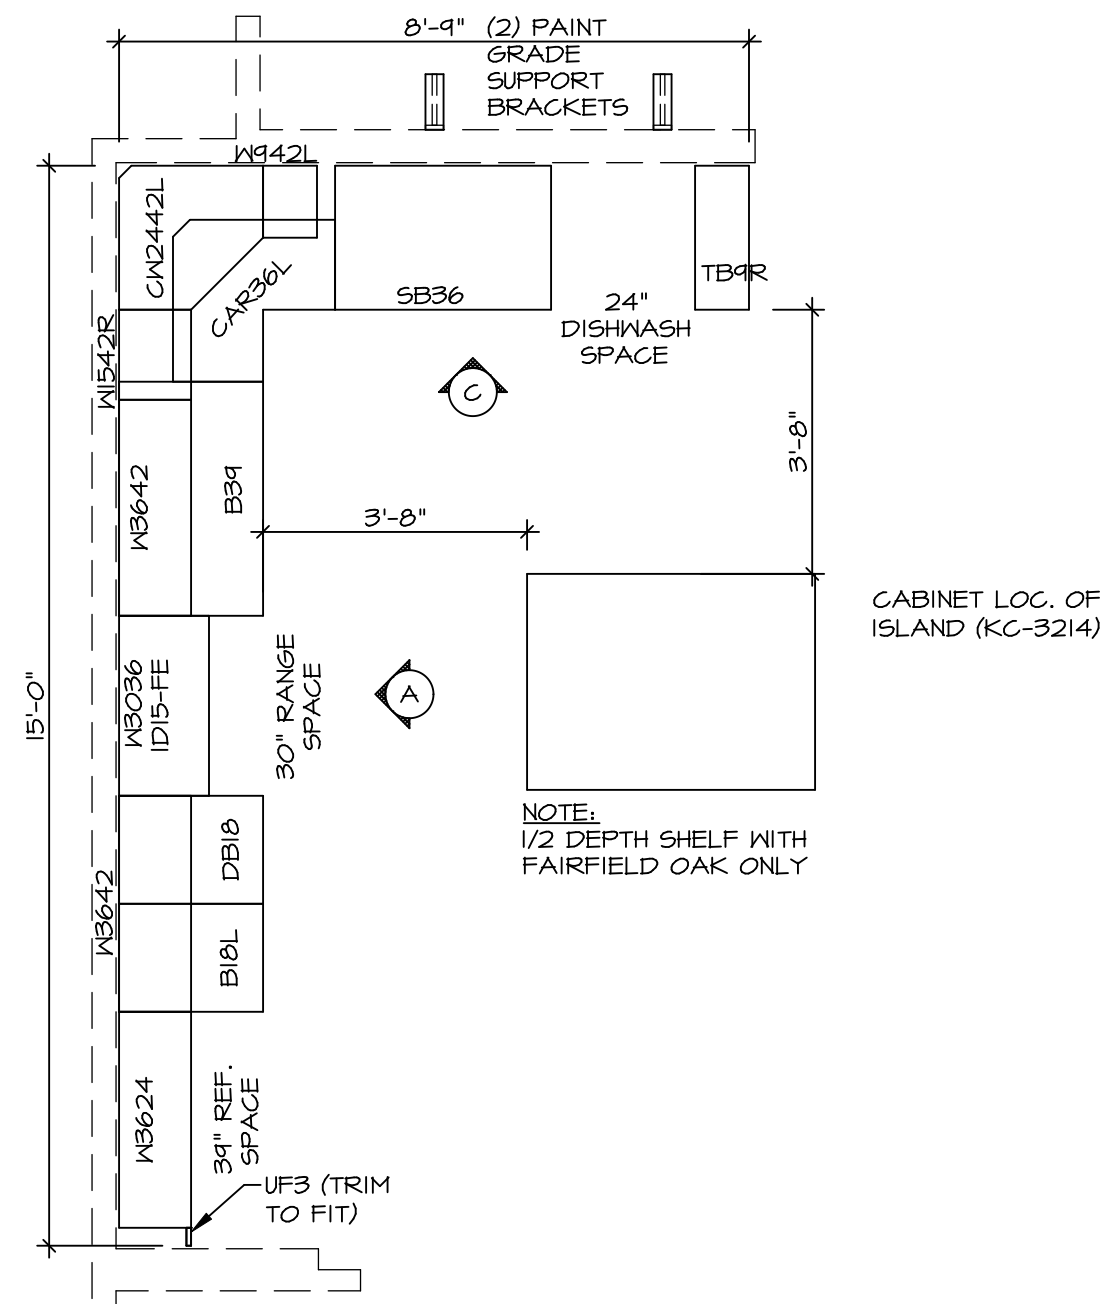 8'-9"
(2) PAINT
GRADE
SUPPORT
BRACKETS
W942L
CW2442L
CAR36L
SB36
TB9R
24"
DISHWASH
SPACE
W1542R
C
3'-8"
W3642
B39
3'-8"
CABINET LOC. OF
ISLAND (KC-3214)
15'-0"
W3036
1D15-FE
30" RANGE
SPACE
A
NOTE:
1/2 DEPTH SHELF WITH
FAIRFIELD OAK ONLY
DB18
W3642
B18L
W3624
39" REF.
SPACE
UF3 (TRIM
TO FIT)